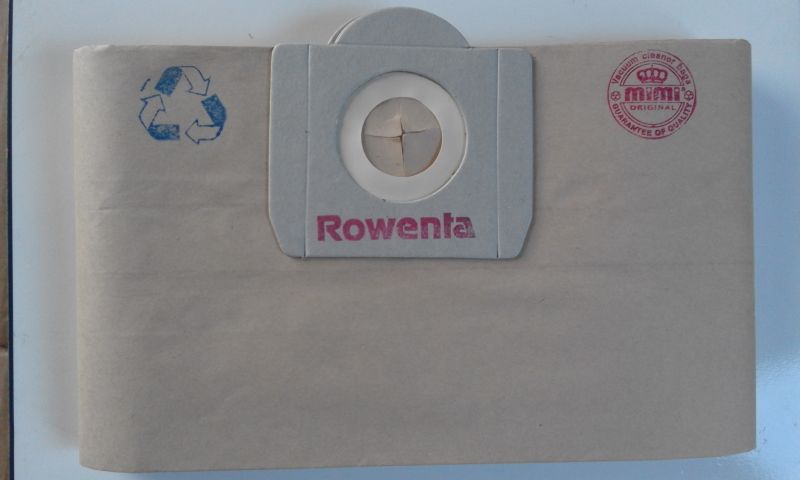 Vacuum cleaner bags
mimi®
ORIGINAL
GUARANTEE OF QUALITY
Rowenta